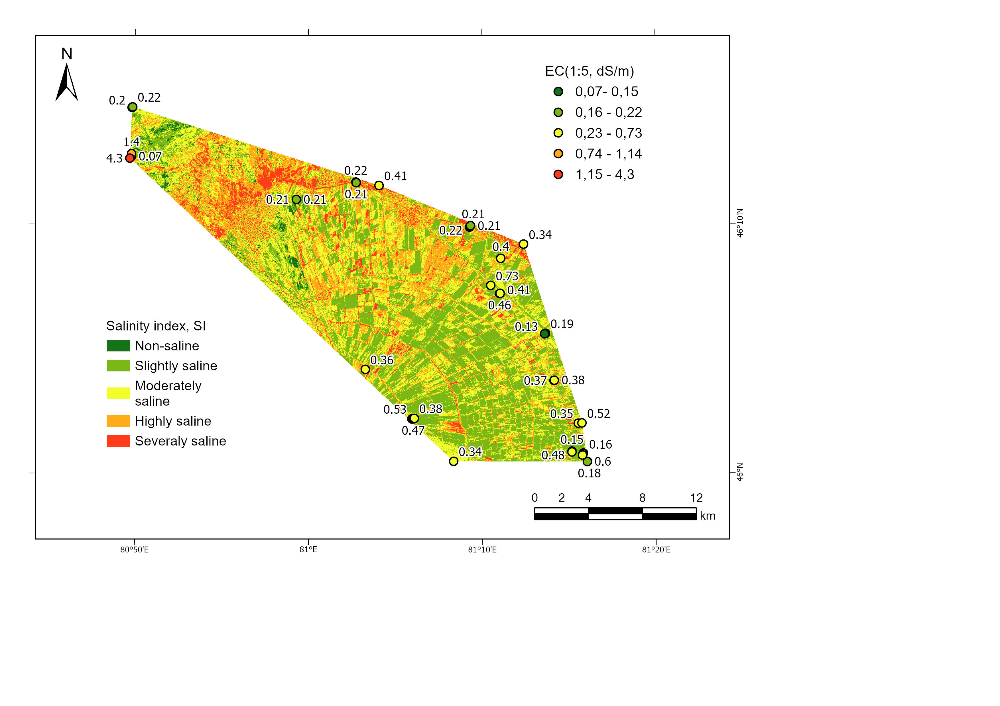 N
EC(1:5, dS/m)
0,07- 0,15
0,16 - 0,22
0,23 - 0,73
0,74 - 1,14
1,15 - 4,3
0.2
0.22
1.4
4.3
0.07
0.22
0.41
0.21
0.21
0.21
0.21
0.22
0.21
0.34
0.4
0.73
0.41
0.46
0.13
0.19
0.36
0.37
0.38
0.53
0.38
0.47
0.35
0.52
0.15
0.16
0.48
0.34
0.6
0.18
Salinity index, SI
Non-saline
Slightly saline
Moderately
saline
Highly saline
Severaly saline
46°10'N
46°N
0 2 4 8 12
km
80°50'E
81°E
81°10'E
81°20'E